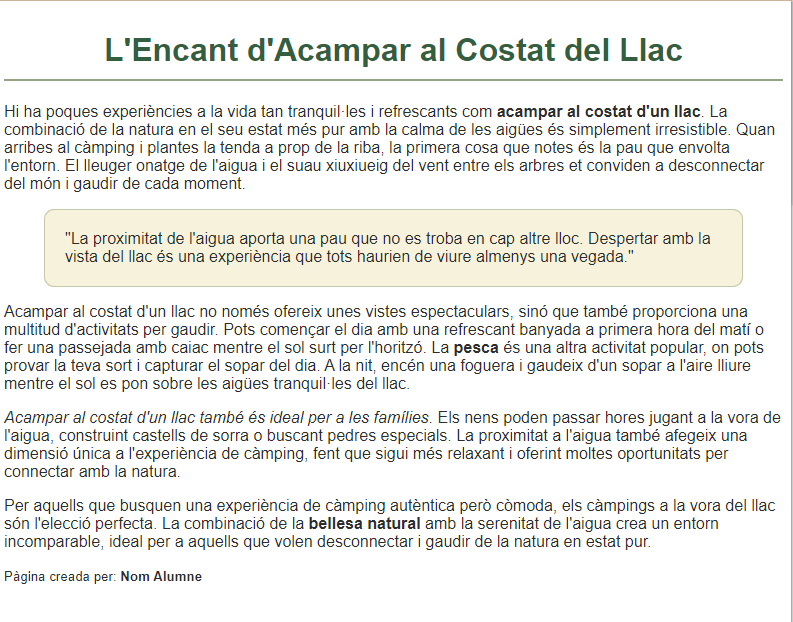 L'Encant d'Acampar al Costat del Llac
Hi ha poques experiències a la vida tan tranquil·les i refrescants com acampar al costat d'un llac. La
combinació de la natura en el seu estat més pur amb la calma de les aigües és simplement irresistible. Quan
arribes al càmping i plantes la tenda a prop de la riba, la primera cosa que notes és la pau que envolta
l'entorn. El lleuger onatge de l'aigua i el suau xiuxiueig del vent entre els arbres et conviden a desconnectar
del món i gaudir de cada moment.
"La proximitat de l'aigua aporta una pau que no es troba en cap altre lloc. Despertar amb la
vista del llac és una experiència que tots haurien de viure almenys una vegada."
Acampar al costat d'un llac no només ofereix unes vistes espectaculars, sinó que també proporciona una
multitud d'activitats per gaudir. Pots començar el dia amb una refrescant banyada a primera hora del matí o
fer una passejada amb caiac mentre el sol surt per l'horitzó. La pesca és una altra activitat popular, on pots
provar la teva sort i capturar el sopar del dia. A la nit, encén una foguera i gaudeix d'un sopar a l'aire lliure
mentre el sol es pon sobre les aigües tranquil·les del llac.
Acampar al costat d'un llac també és ideal per a les famílies. Els nens poden passar hores jugant a la vora de
l'aigua, construint castells de sorra o buscant pedres especials. La proximitat a l'aigua també afegeix una
dimensió única a l'experiència de càmping, fent que sigui més relaxant i oferint moltes oportunitats per
connectar amb la natura.
Per aquells que busquen una experiència de càmping autèntica però còmoda, els càmpings a la vora del llac
són l'elecció perfecta. La combinació de la bellesa natural amb la serenitat de l'aigua crea un entorn
incomparable, ideal per a aquells que volen desconnectar i gaudir de la natura en estat pur.
Pàgina creada per: Nom Alumne